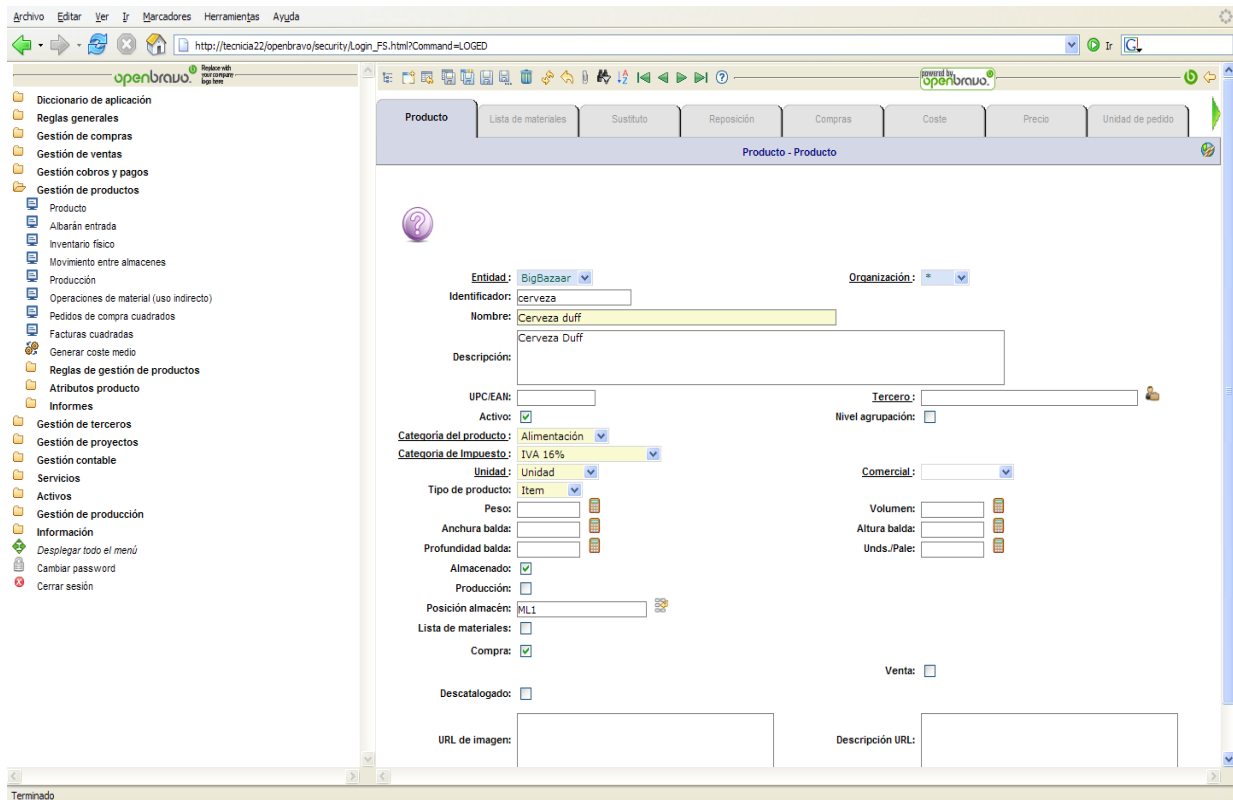 Archivo Editar Ver Ir Marcadores Herramientas Ayuda
http://tecnicia22/openbravo/security/Login_FS.html?Command=LOGED
Ir
G
openbravo. Replace with your company logo here
powered by openbravo.
Diccionario de aplicación
Reglas generales
Gestión de compras
Gestión de ventas
Gestión cobros y pagos
Gestión de productos
Producto
Albarán entrada
Inventario físico
Movimiento entre almacenes
Producción
Operaciones de material (uso indirecto)
Pedidos de compra cuadrados
Facturas cuadradas
Generar coste medio
Reglas de gestión de productos
Atributos producto
Informes
Gestión de terceros
Gestión de proyectos
Gestión contable
Servicios
Activos
Gestión de producción
Información
Desplegar todo el menú
Cambiar password
Cerrar sesión
Producto Lista de materiales Sustituto Reposición Compras Coste Precio Unidad de pedido
Producto - Producto
Entidad: BigBazaar Organización: *
Identificador: cerveza
Nombre: Cerveza duff
Descripción: Cerveza Duff
UPC/EAN: Tercero:
Activo: Nivel agrupación:
Categoría del producto: Alimentación
Categoria de Impuesto: IVA 16%
Unidad: Unidad Comercial:
Tipo de producto: Item
Peso: Volumen:
Anchura balda: Altura balda:
Profundidad balda: Unds./Pale:
Almacenado:
Producción:
Posición almacén: ML1
Lista de materiales:
Compra:
Venta:
Descatalogado:
URL de imagen: Descripción URL:
Terminado